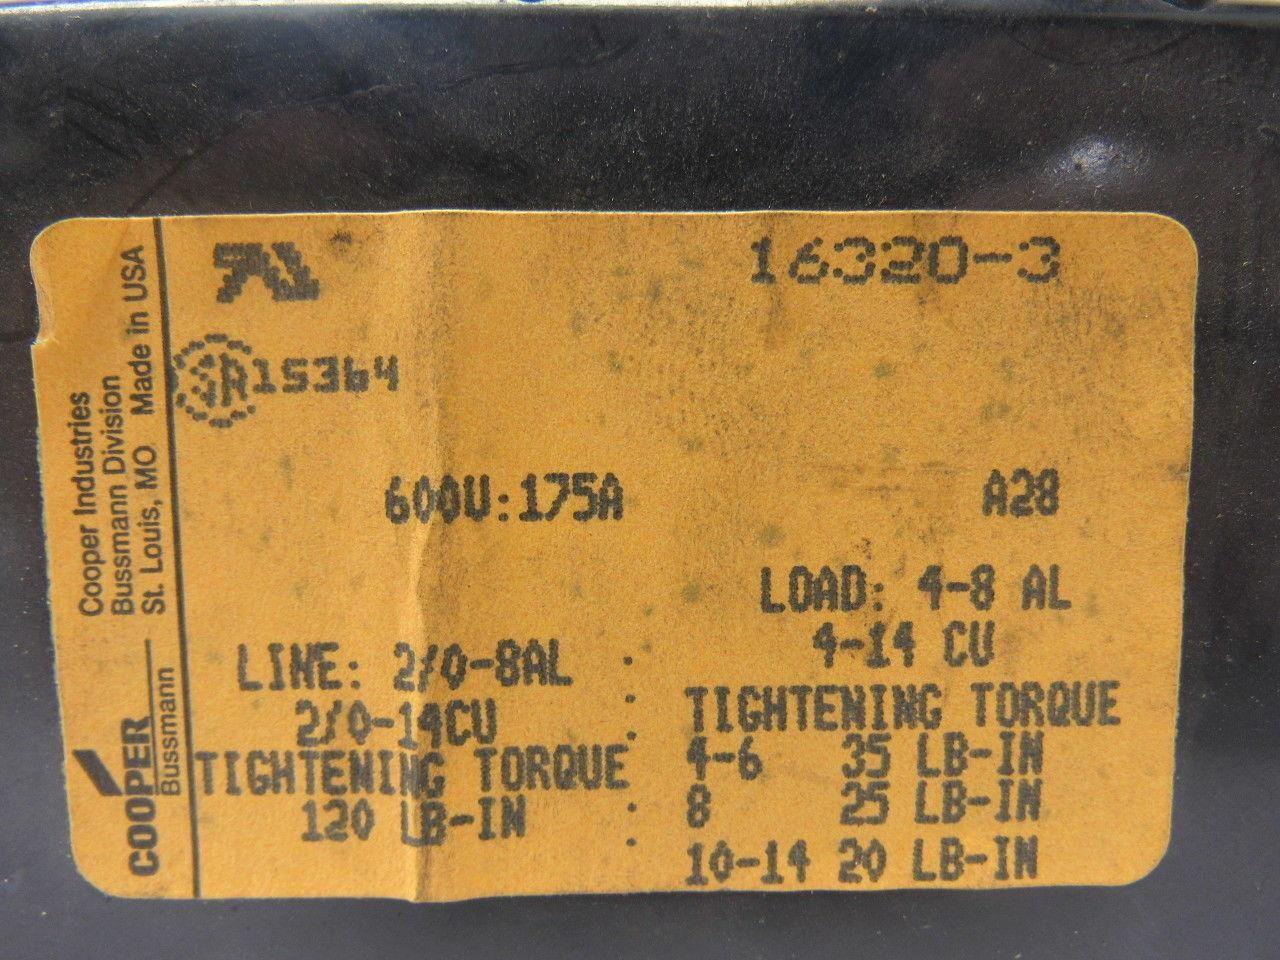 16320-3
15364
600V:175A
A28
LOAD: 4-8 AL
4-14 CU
LINE: 2/0-8AL
2/0-14CU
TIGHTENING TORQUE
120 LB-IN
TIGHTENING TORQUE
4-6 35 LB-IN
8 25 LB-IN
10-14 20 LB-IN
COOPER
Bussmann
Cooper Industries
Bussmann Division
St. Louis, MO Made in USA